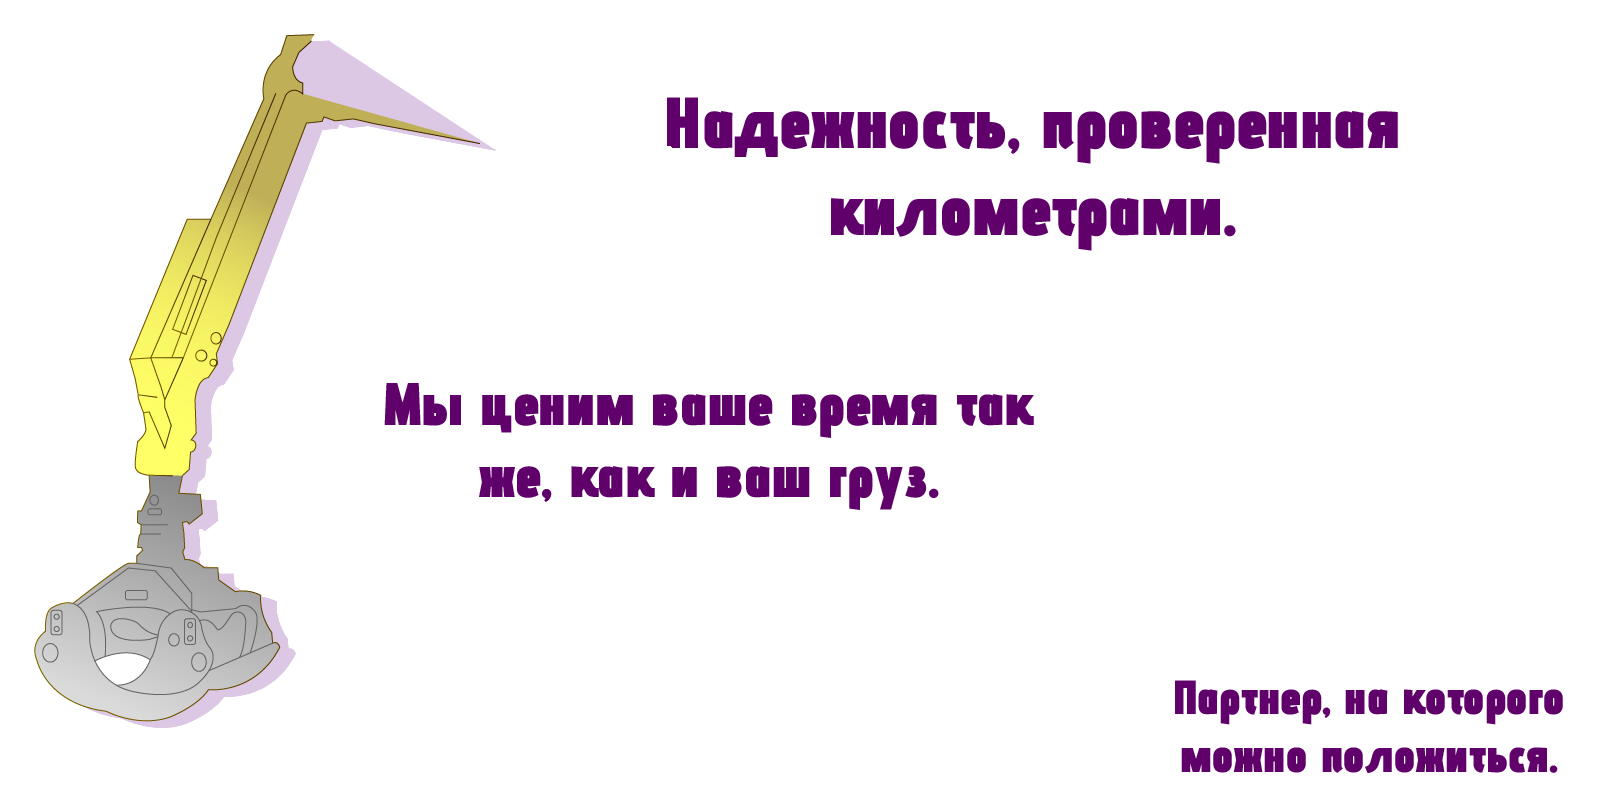 Надежность, проверенная
километрами.
Мы ценим ваше время так
же, как и ваш груз.
Партнер, на которого
можно положиться.